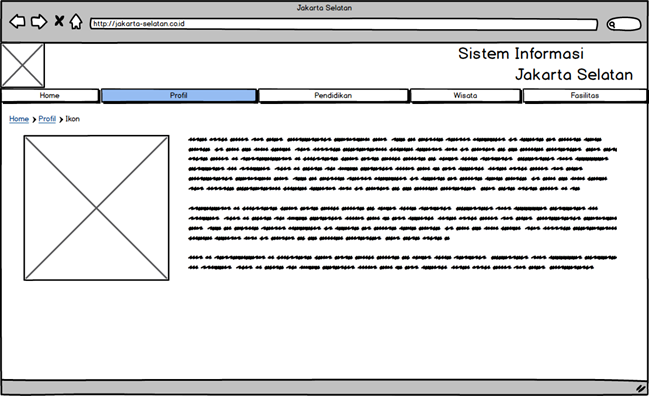 Jakarta Selatan
http://jakarta-selatan.co.id
Sistem Informasi
Jakarta Selatan
Home Profil Pendidikan Wisata Fasilitas
Home > Profil > Ikon